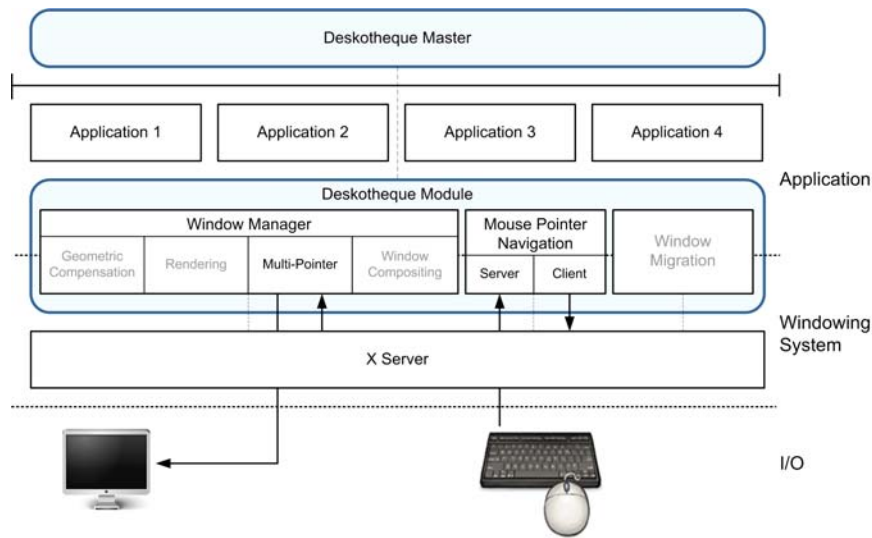 Deskotheque Master
Application 1
Application 2
Application 3
Application 4
Application
Deskotheque Module
Window Manager
Mouse Pointer
Navigation
Window
Migration
Geometric
Compensation
Rendering
Multi-Pointer
Window
Compositing
Server
Client
Windowing
System
X Server
I/O